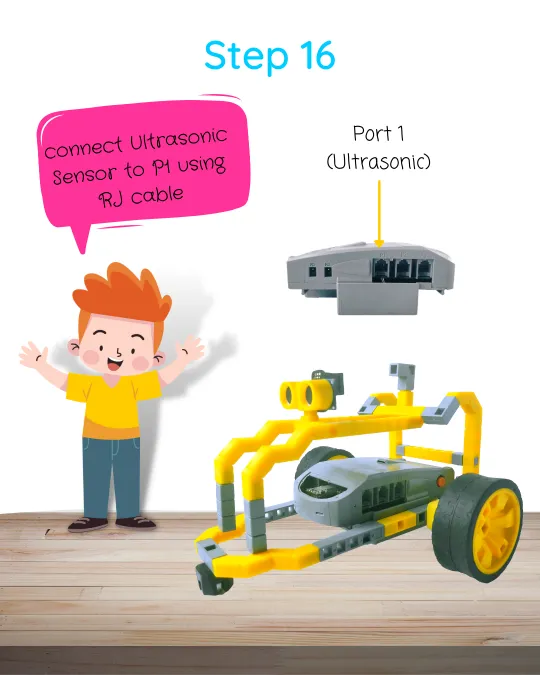 Step 16
connect Ultrasonic
Sensor to P1 using
RJ cable
Port 1
(Ultrasonic)